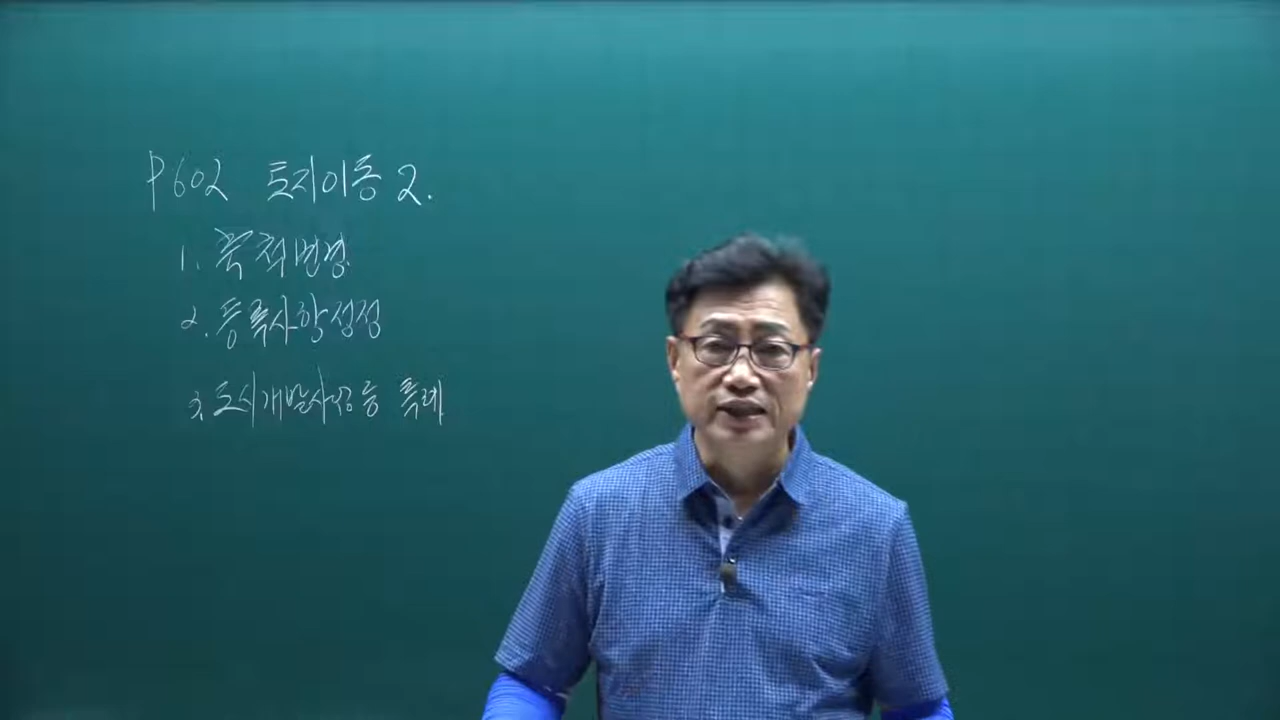 P602 토지이동 2.
1. 축척변경
2. 등록사항정정
3. 도시개발사업등 특례